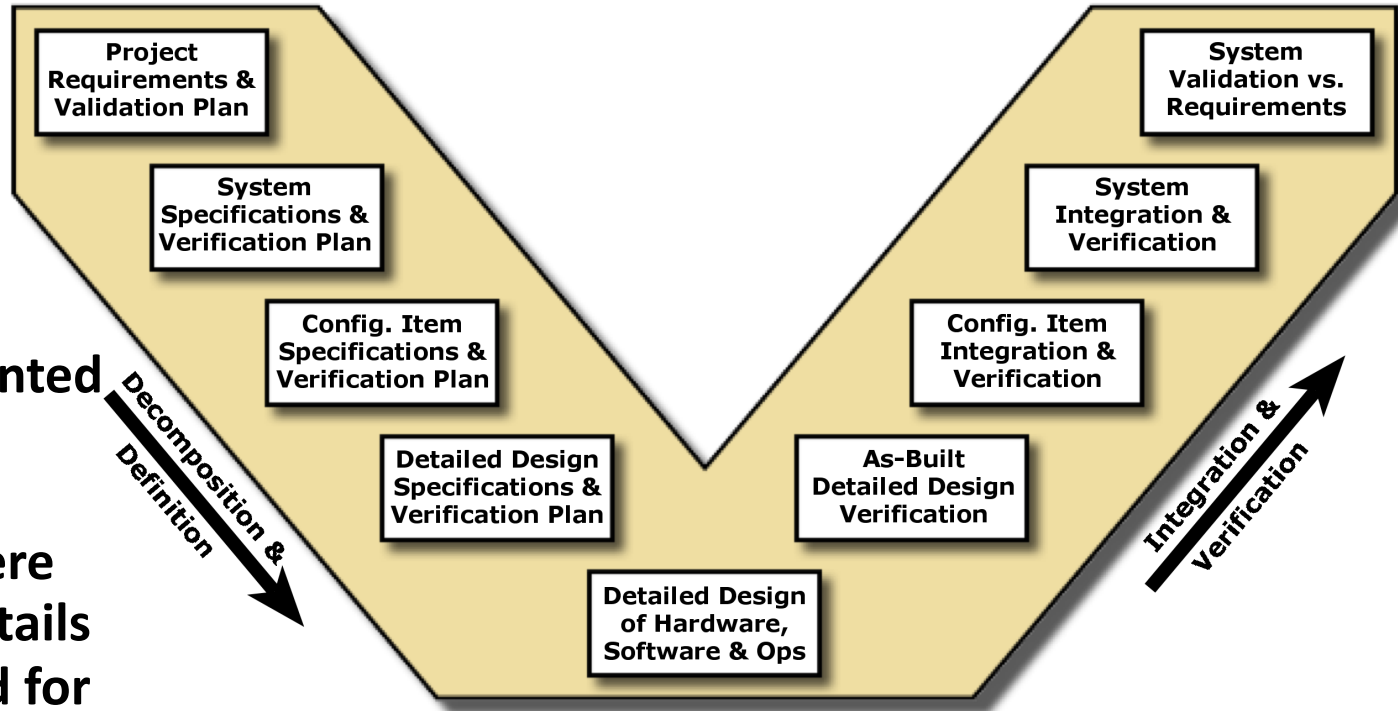 Project
Requirements &
Validation Plan
System
Specifications &
Verification Plan
Config. Item
Specifications &
Verification Plan
Detailed Design
Specifications &
Verification Plan
Detailed Design
of Hardware,
Software & Ops
As-Built
Detailed Design
Verification
Config. Item
Integration &
Verification
System
Integration &
Verification
System
Validation vs.
Requirements
Decomposition &
Definition
Integration &
Verification
nted
ere
tails
d for